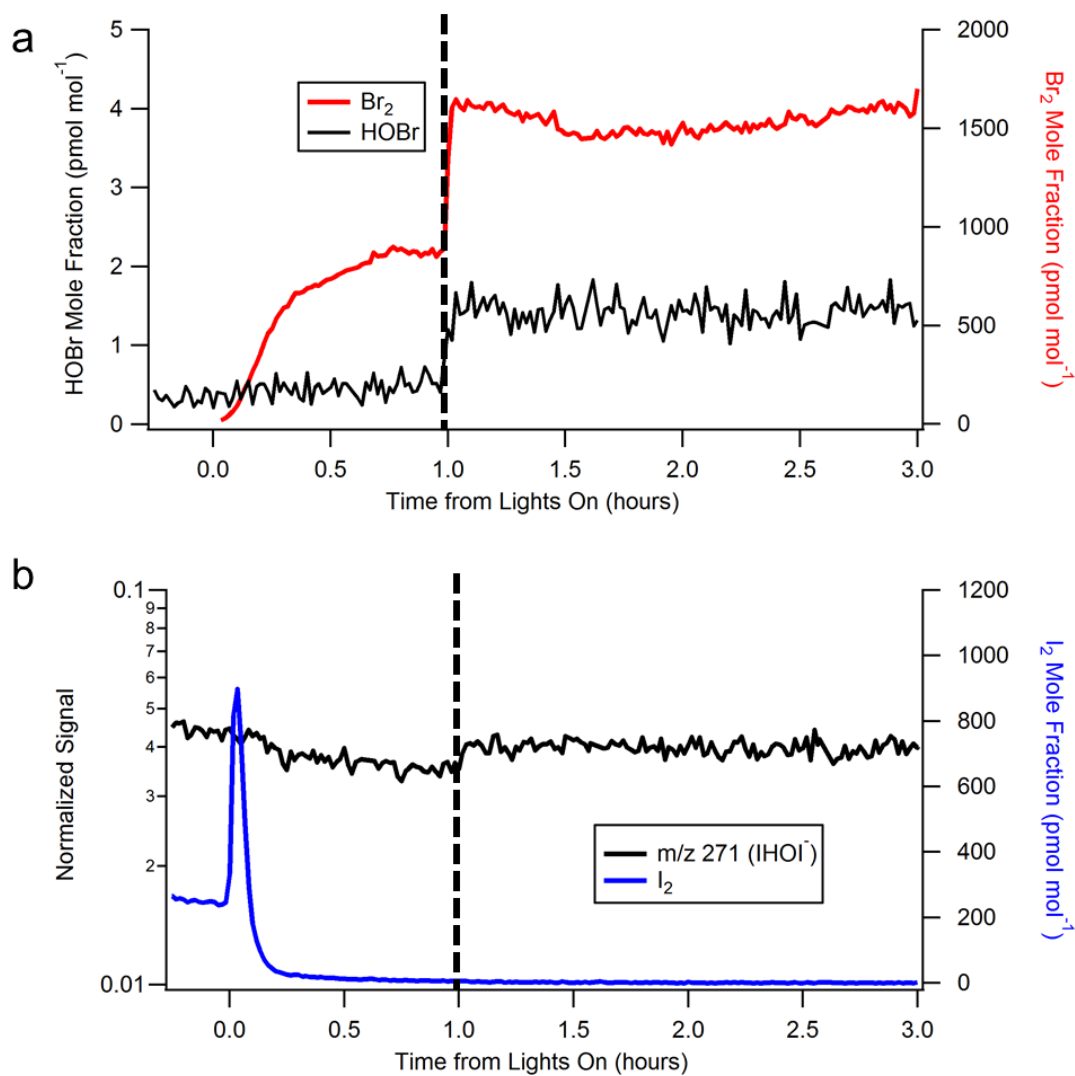 a
5
4
3
2
1
0
HOBr Mole Fraction (pmol mol⁻¹)
Br₂
HOBr
2000
1500
1000
500
0
Br₂ Mole Fraction (pmol mol⁻¹)
0.0 0.5 1.0 1.5 2.0 2.5 3.0
Time from Lights On (hours)
b
0.1
9
8
7
6
5
4
3
2
0.01
Normalized Signal
m/z 271 (IHOI⁻)
I₂
1200
1000
800
600
400
200
0
I₂ Mole Fraction (pmol mol⁻¹)
0.0 0.5 1.0 1.5 2.0 2.5 3.0
Time from Lights On (hours)